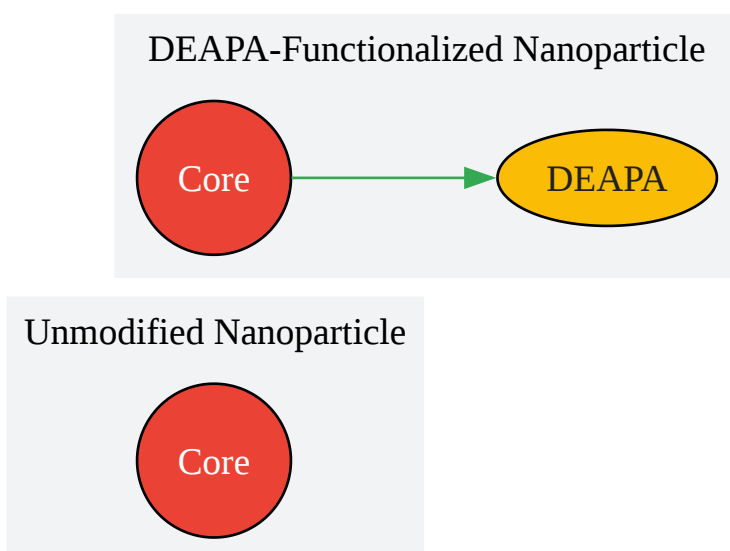 DEAPA-Functionalized Nanoparticle
Core
DEAPA
Unmodified Nanoparticle
Core